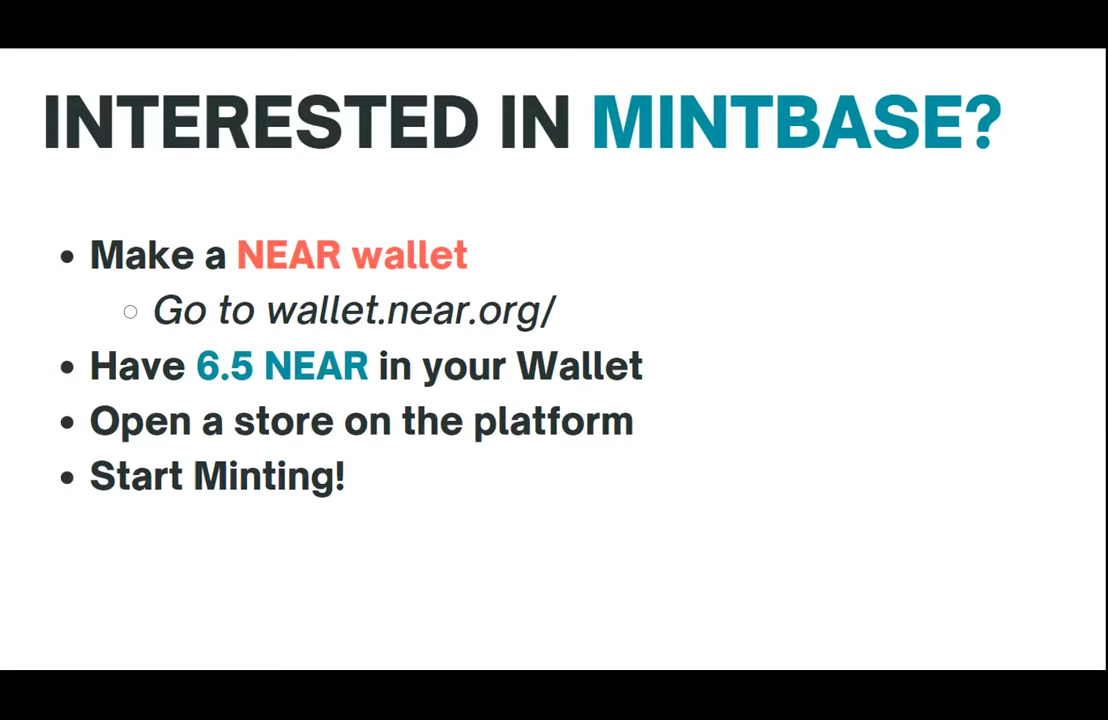 INTERESTED IN MINTBASE?
• Make a NEAR wallet
○ Go to wallet.near.org/
• Have 6.5 NEAR in your Wallet
• Open a store on the platform
• Start Minting!